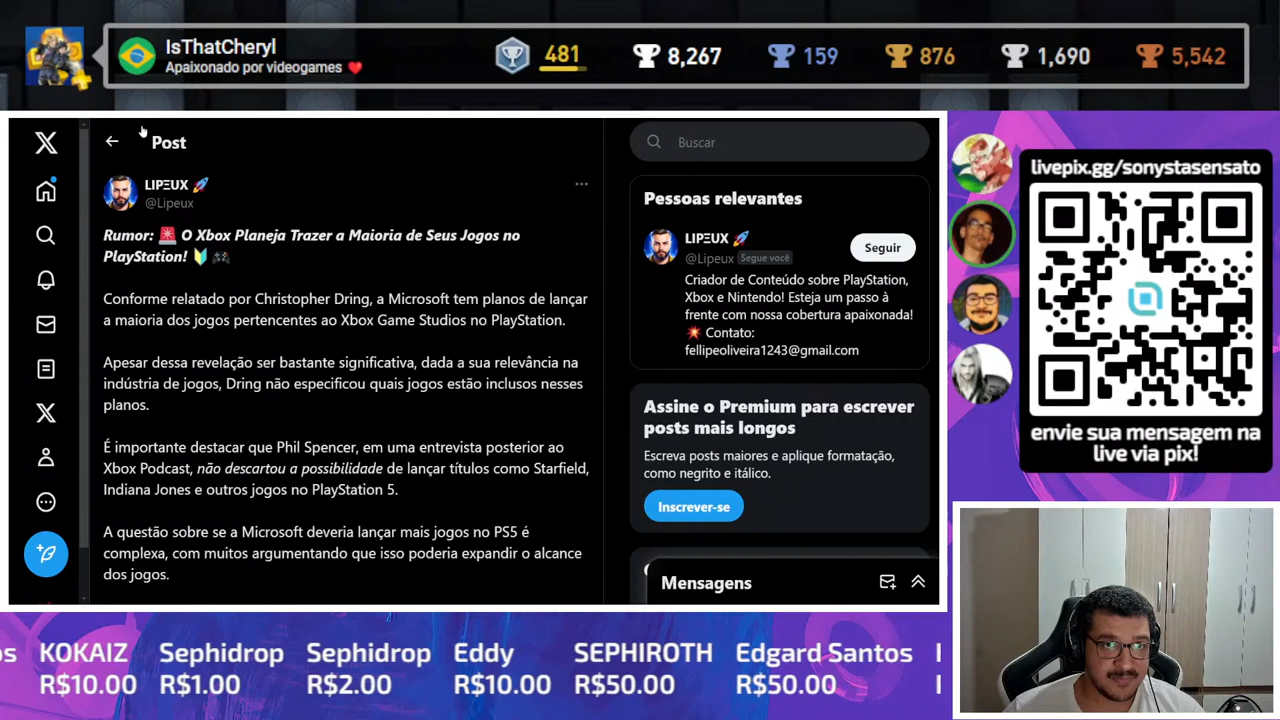 IsThatCheryl
Apaixonado por videogames ❤️
481
8,267
159
876
1,690
5,542
Post
LIPΞUX 🚀
@Lipeux
Rumor: 🚨 O Xbox Planeja Trazer a Maioria de Seus Jogos no
PlayStation! 🔰 🎮
Conforme relatado por Christopher Dring, a Microsoft tem planos de lançar
a maioria dos jogos pertencentes ao Xbox Game Studios no PlayStation.
Apesar dessa revelação ser bastante significativa, dada a sua relevância na
indústria de jogos, Dring não especificou quais jogos estão inclusos nesses
planos.
É importante destacar que Phil Spencer, em uma entrevista posterior ao
Xbox Podcast, não descartou a possibilidade de lançar títulos como Starfield,
Indiana Jones e outros jogos no PlayStation 5.
A questão sobre se a Microsoft deveria lançar mais jogos no PS5 é
complexa, com muitos argumentando que isso poderia expandir o alcance
dos jogos.
Buscar
Pessoas relevantes
LIPΞUX 🚀
@Lipeux Segue você
Seguir
Criador de Conteúdo sobre PlayStation,
Xbox e Nintendo! Esteja um passo à
frente com nossa cobertura apaixonada!
💥 Contato:
fellipeoliveira1243@gmail.com
Assine o Premium para escrever
posts mais longos
Escreva posts maiores e aplique formatação,
como negrito e itálico.
Inscrever-se
Mensagens
livepix.gg/sonystasensato
envie sua mensagem na
live via pix!
os
KOKAIZ
R$10.00
Sephidrop
R$1.00
Sephidrop
R$2.00
Eddy
R$10.00
SEPHIROTH
R$50.00
Edgard Santos
R$50.00